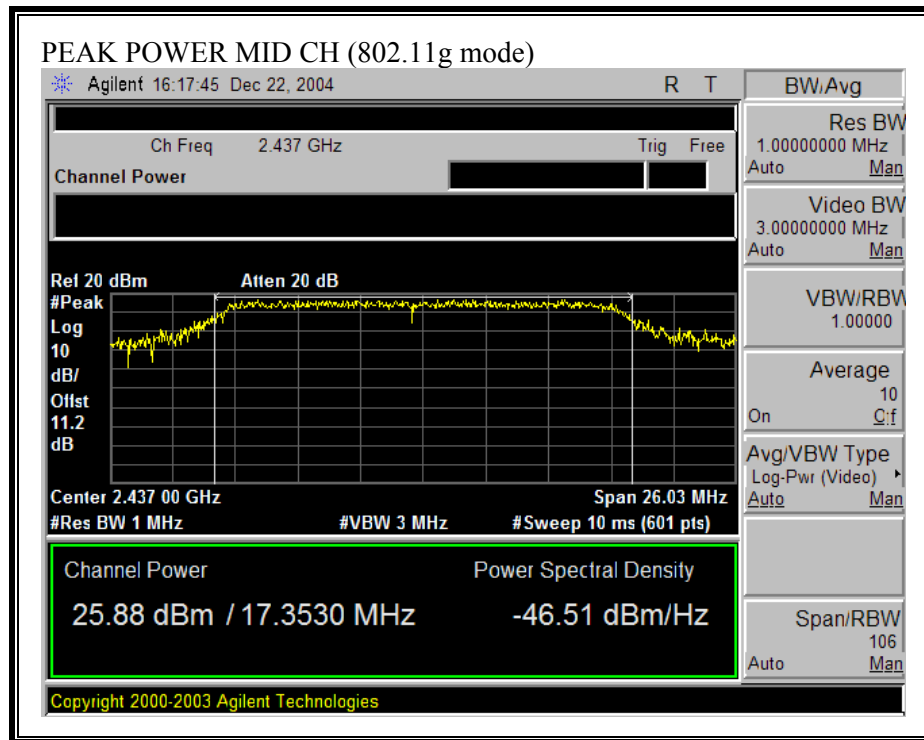 PEAK POWER MID CH (802.11g mode)
Agilent 16:17:45 Dec 22, 2004 R T
BW/Avg
Ch Freq 2.437 GHz Trig Free
Channel Power
Res BW
1.00000000 MHz
Auto Man
Video BW
3.00000000 MHz
Auto Man
VBW/RBW
1.00000
Average
10
On Off
Avg/VBW Type
Log-Pwr (Video)
Auto Man
Span/RBW
106
Auto Man
Ref 20 dBm Atten 20 dB
#Peak
Log
10
dB/
Offst
11.2
dB
Center 2.437 00 GHz Span 26.03 MHz
#Res BW 1 MHz #VBW 3 MHz #Sweep 10 ms (601 pts)
Channel Power Power Spectral Density
25.88 dBm / 17.3530 MHz -46.51 dBm/Hz
Copyright 2000-2003 Agilent Technologies